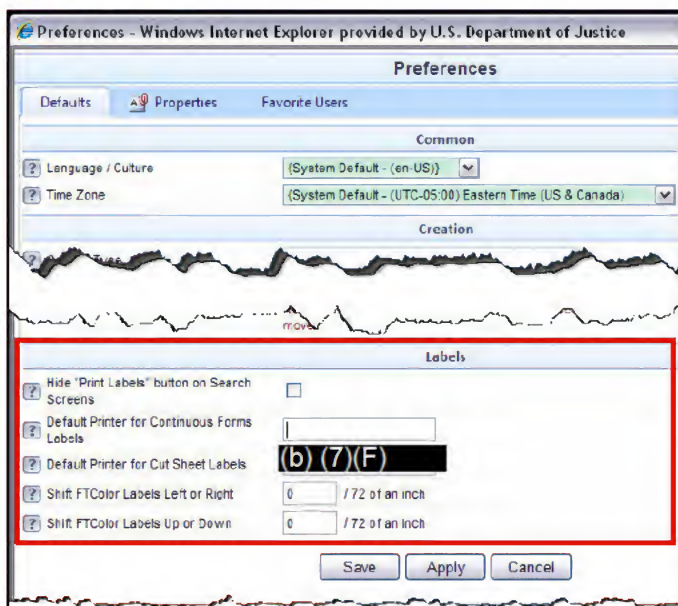 Preferences - Windows Internet Explorer provided by U.S. Department of Justice
Preferences
Defaults Properties Favorite Users
Common
? Language / Culture {System Default - (en-US)}
? Time Zone {System Default - (UTC-05:00) Eastern Time (US & Canada)
Creation
?
move
Labels
? Hide "Print Labels" button on Search
Screens
? Default Printer for Continuous Forms
Labels
? Default Printer for Cut Sheet Labels (b) (7)(F)
? Shift FTColor Labels Left or Right 0 / 72 of an inch
? Shift FTColor Labels Up or Down 0 / 72 of an inch
Save Apply Cancel